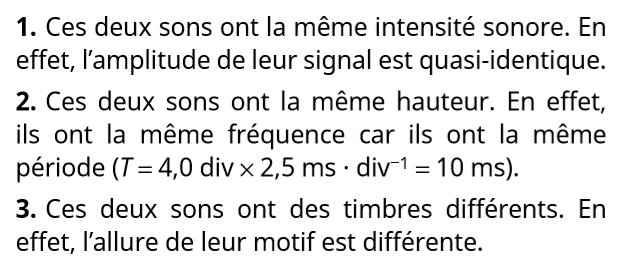 1. Ces deux sons ont la même intensité sonore. En
effet, l’amplitude de leur signal est quasi-identique.
2. Ces deux sons ont la même hauteur. En effet,
ils ont la même fréquence car ils ont la même
période (T = 4,0 div × 2,5 ms · div⁻¹ = 10 ms).
3. Ces deux sons ont des timbres différents. En
effet, l’allure de leur motif est différente.